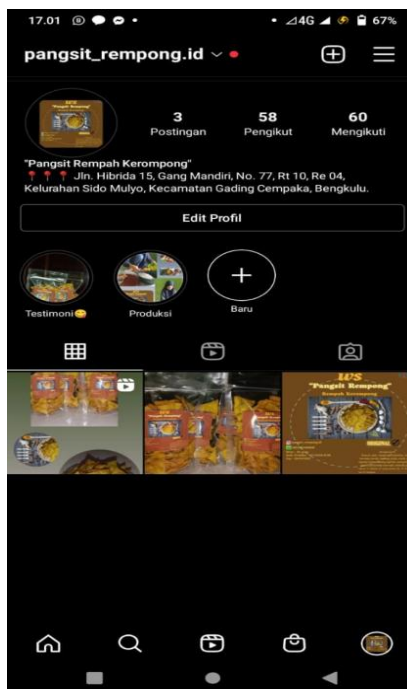 17.01
4G
67%
pangsit_rempong.id
3
58
60
Postingan
Pengikut
Mengikuti
"Pangsit Rempah Kerompong"
Jln. Hibrida 15, Gang Mandiri, No. 77, Rt 10, Re 04,
Kelurahan Sido Mulyo, Kecamatan Gading Cempaka, Bengkulu.
Edit Profil
Testimoni
Produksi
Baru
WS
"Pangsit Rempong"
Rempah Kerompong